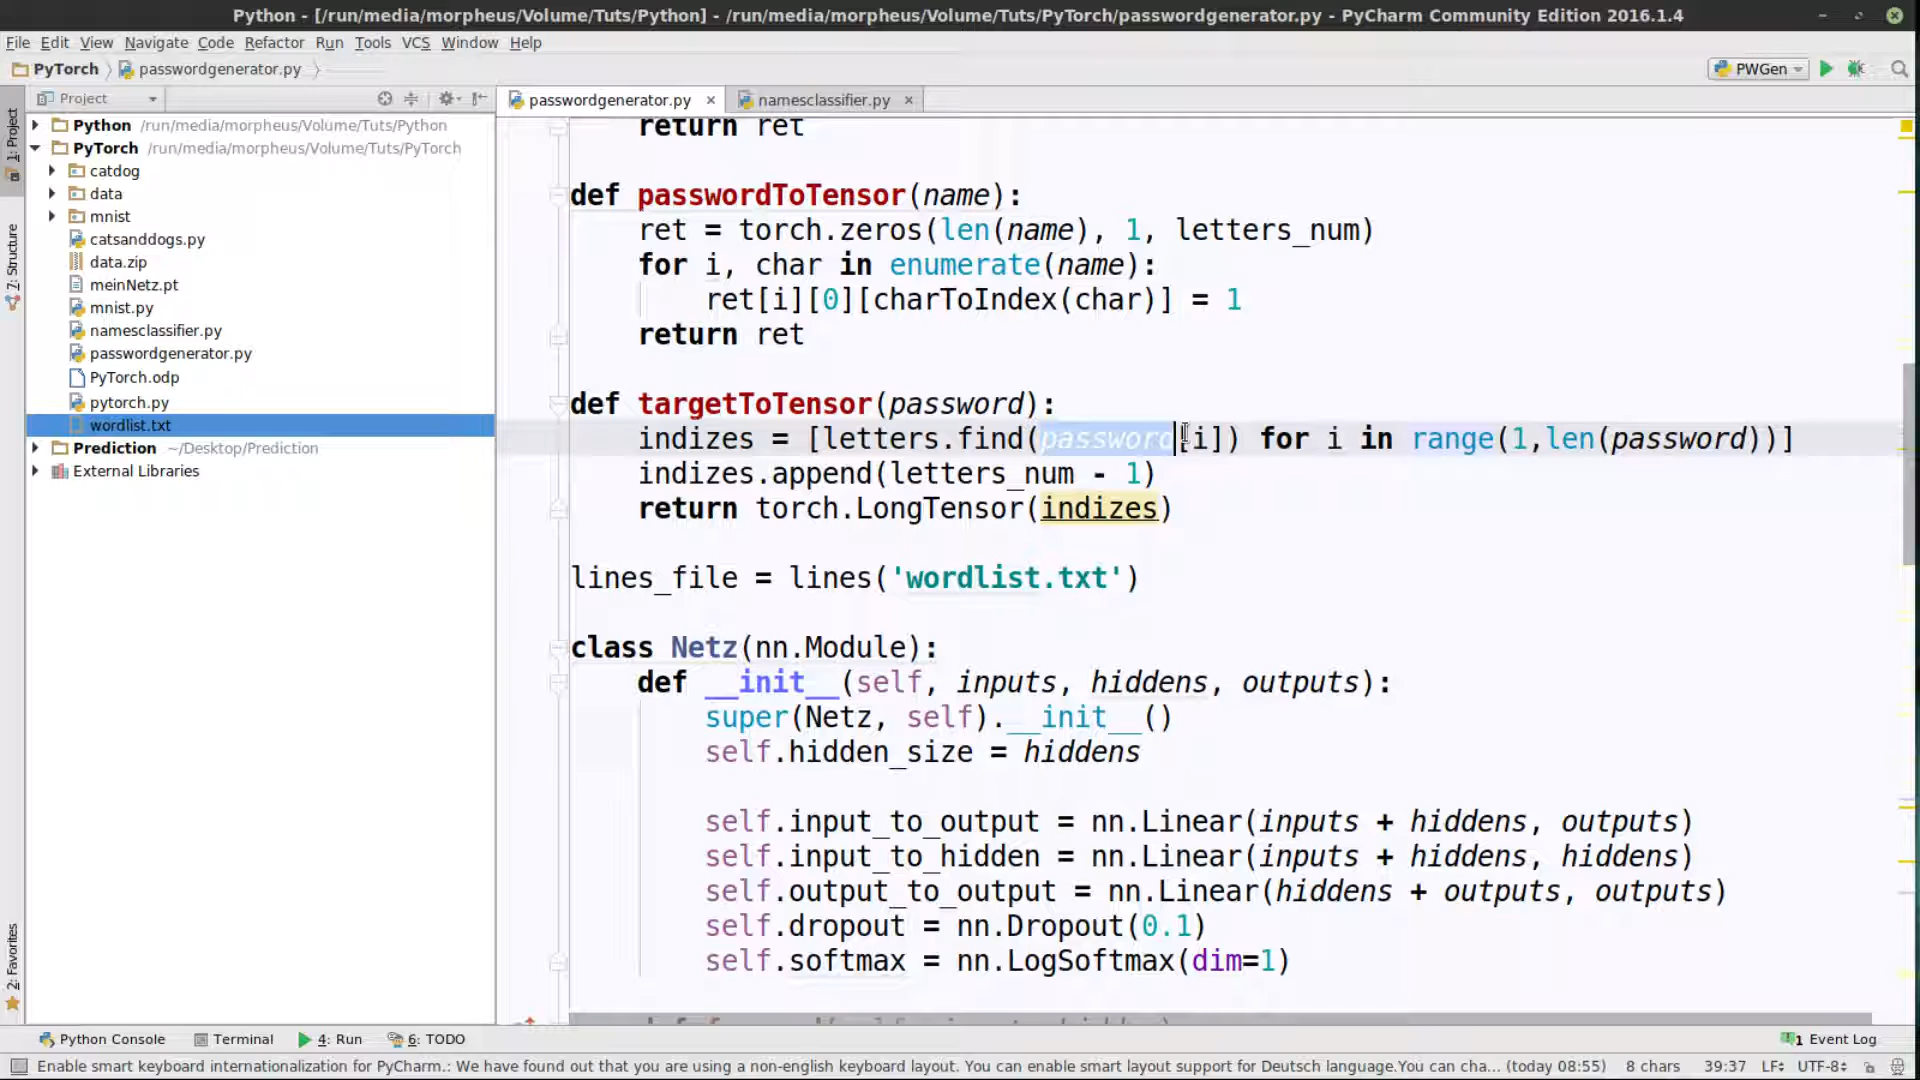 Python - [/run/media/morpheus/Volume/Tuts/Python] - /run/media/morpheus/Volume/Tuts/PyTorch/passwordgenerator.py - PyCharm Community Edition 2016.1.4
File Edit View Navigate Code Refactor Run Tools VCS Window Help
PyTorch passwordgenerator.py PWGen
Project passwordgenerator.py namesclassifier.py
1: Project
7: Structure
2: Favorites
Python /run/media/morpheus/Volume/Tuts/Python
PyTorch /run/media/morpheus/Volume/Tuts/PyTorch
catdog
data
mnist
catsanddogs.py
data.zip
meinNetz.pt
mnist.py
namesclassifier.py
passwordgenerator.py
PyTorch.odp
pytorch.py
wordlist.txt
Prediction ~/Desktop/Prediction
External Libraries
return ret
def passwordToTensor(name):
ret = torch.zeros(len(name), 1, letters_num)
for i, char in enumerate(name):
ret[i][0][charToIndex(char)] = 1
return ret
def targetToTensor(password):
indizes = [letters.find(password[i]) for i in range(1,len(password))]
indizes.append(letters_num - 1)
return torch.LongTensor(indizes)
lines_file = lines('wordlist.txt')
class Netz(nn.Module):
def __init__(self, inputs, hiddens, outputs):
super(Netz, self).__init__()
self.hidden_size = hiddens
self.input_to_output = nn.Linear(inputs + hiddens, outputs)
self.input_to_hidden = nn.Linear(inputs + hiddens, hiddens)
self.output_to_output = nn.Linear(hiddens + outputs, outputs)
self.dropout = nn.Dropout(0.1)
self.softmax = nn.LogSoftmax(dim=1)
Python Console Terminal 4: Run 6: TODO 1 Event Log
Enable smart keyboard internationalization for PyCharm.: We have found out that you are using a non-english keyboard layout. You can enable smart layout support for Deutsch language.You can cha... (today 08:55) 8 chars 39:37 LF÷ UTF-8÷